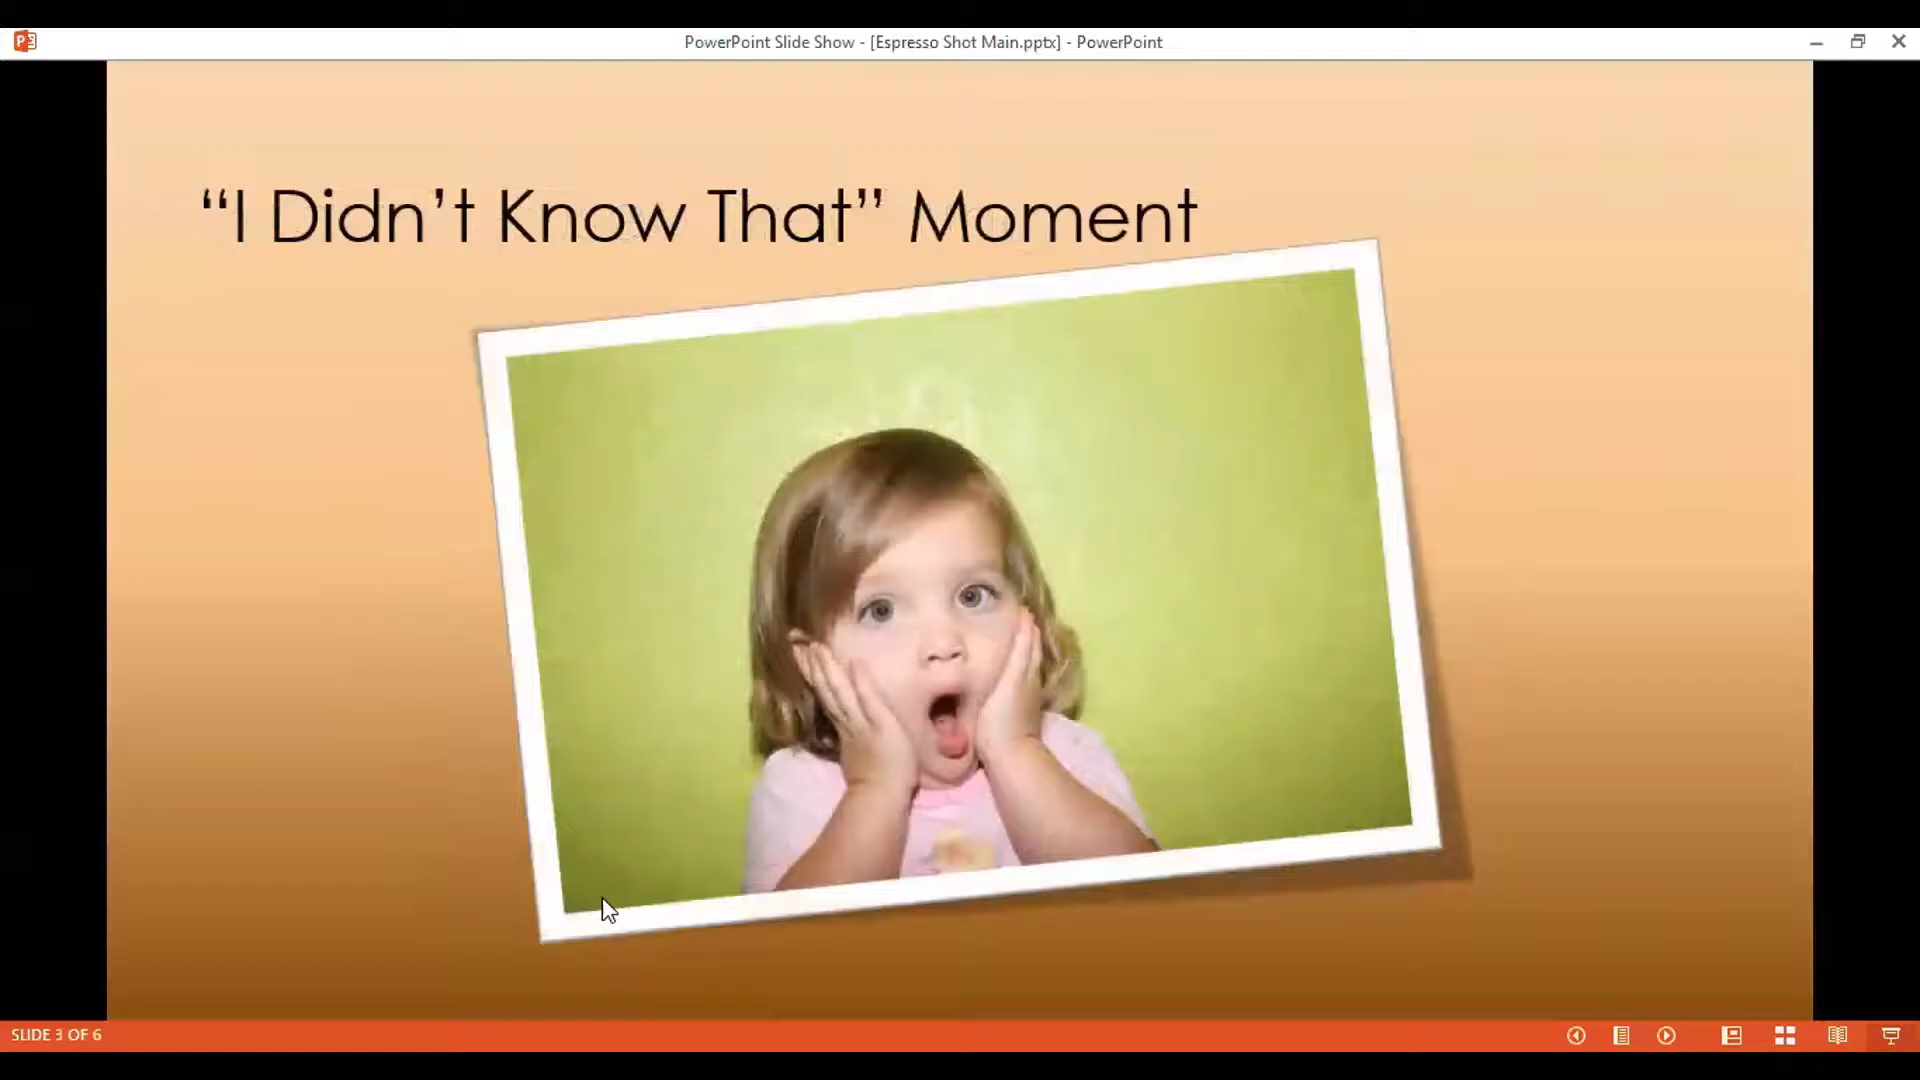 PowerPoint Slide Show - [Espresso Shot Main.pptx] - PowerPoint
“I Didn’t Know That” Moment
SLIDE 3 OF 6